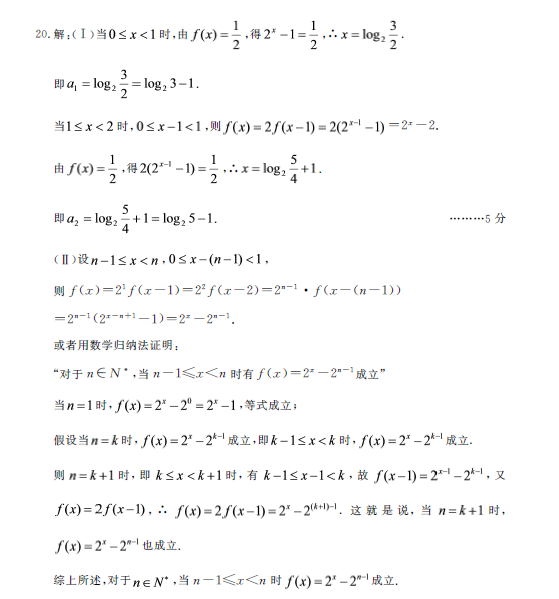 20. 解:(Ⅰ)当 0≤x<1 时,由 f(x)=1/2 ,得 2^x−1=1/2 ,∴ x=log₂ 3/2 .
即 a₁=log₂ 3/2=log₂ 3−1.
当 1≤x<2 时,0≤x−1<1 ,则 f(x)=2f(x−1)=2(2^(x−1)−1)=2^x−2.
由 f(x)=1/2 ,得 2(2^(x−1)−1)=1/2 ,∴ x=log₂ 5/4+1.
即 a₂=log₂ 5/4+1=log₂ 5−1. ………5 分
(Ⅱ)设 n−1≤x<n ,0≤x−(n−1)<1 ,
则 f(x)=2^1 f(x−1)=2^2 f(x−2)=2^(n−1)·f(x−(n−1))
=2^(n−1)(2^(x−n+1)−1)=2^x−2^(n−1).
或者用数学归纳法证明:
“对于 n∈N*,当 n−1≤x<n 时有 f(x)=2^x−2^(n−1)成立”
当 n=1 时,f(x)=2^x−2^0=2^x−1 ,等式成立;
假设当 n=k 时,f(x)=2^x−2^(k−1) 成立,即 k−1≤x<k 时,f(x)=2^x−2^(k−1) 成立.
则 n=k+1 时,即 k≤x<k+1 时,有 k−1≤x−1<k ,故 f(x−1)=2^(x−1)−2^(k−1) ,又
f(x)=2f(x−1) ,∴ f(x)=2f(x−1)=2^x−2^((k+1)−1) . 这就是说,当 n=k+1 时,
f(x)=2^x−2^(n−1) 也成立.
综上所述,对于 n∈N* ,当 n−1≤x<n 时 f(x)=2^x−2^(n−1) 成立.